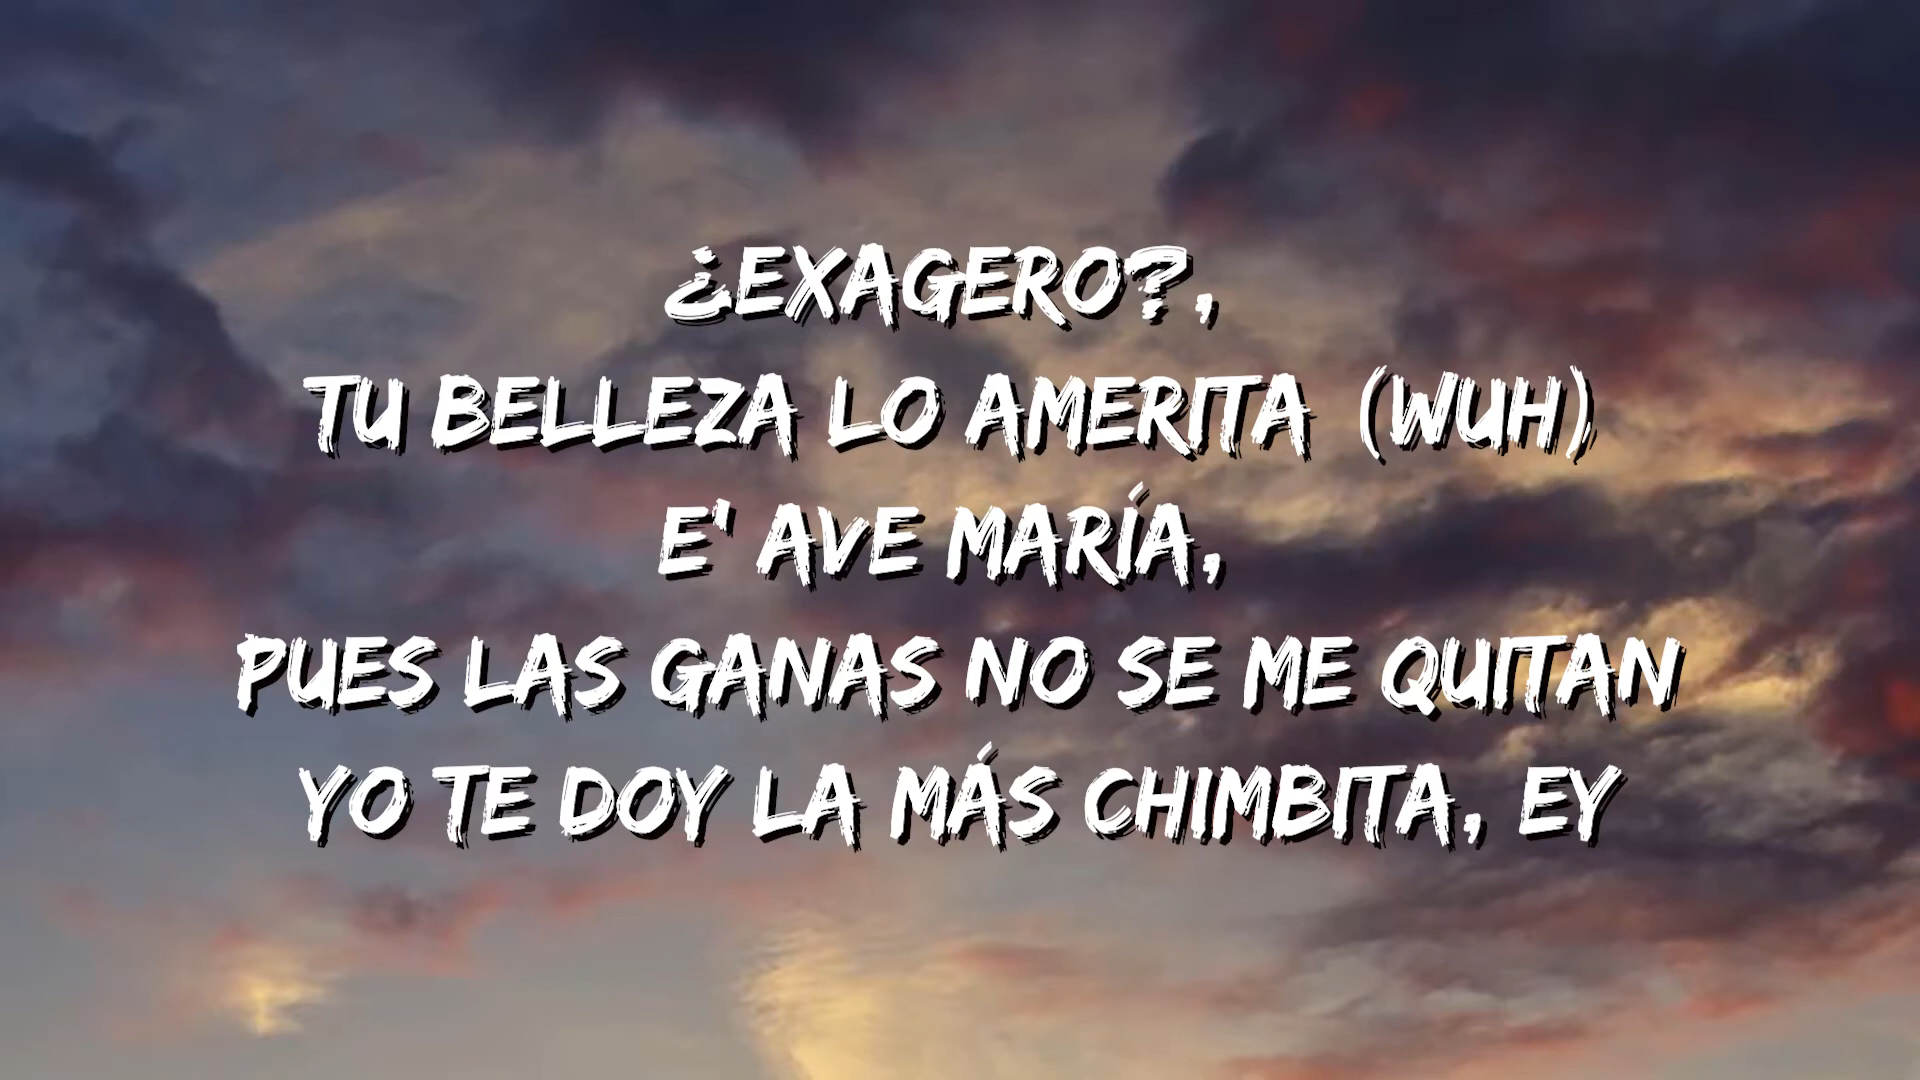 ¿EXAGERO?,
TU BELLEZA LO AMERITA (WUH)
E' AVE MARÍA,
PUES LAS GANAS NO SE ME QUITAN
YO TE DOY LA MÁS CHIMBITA, EY